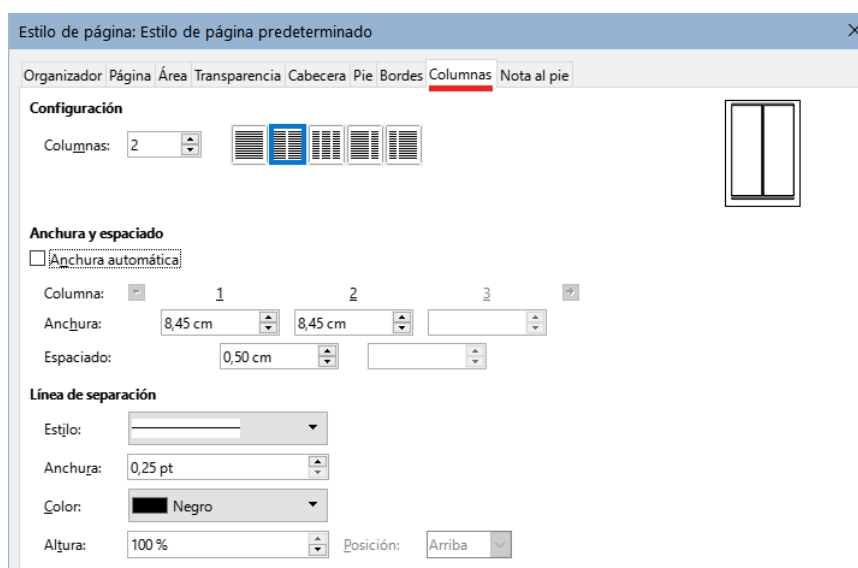 Estilo de página: Estilo de página predeterminado
Organizador Página Área Transparencia Cabecera Pie Bordes Columnas Nota al pie
Configuración
Columnas: 2
Anchura y espaciado
Anchura automática
Columna: 1 2 3
Anchura: 8,45 cm 8,45 cm
Espaciado: 0,50 cm
Línea de separación
Estilo:
Anchura: 0,25 pt
Color: Negro
Altura: 100 % Posición: Arriba